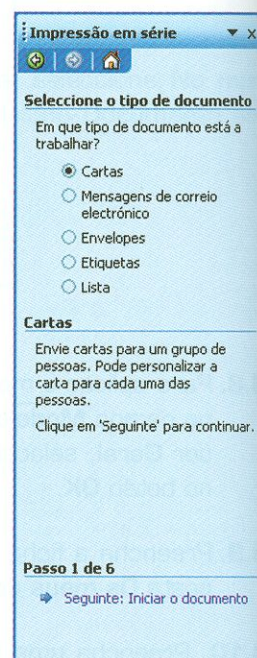 Impressão em série
Seleccione o tipo de documento
Em que tipo de documento está a
trabalhar?
Cartas
Mensagens de correio
electrónico
Envelopes
Etiquetas
Lista
Cartas
Envie cartas para um grupo de
pessoas. Pode personalizar a
carta para cada uma das
pessoas.
Clique em 'Seguinte' para continuar.
Passo 1 de 6
Seguinte: Iniciar o documento